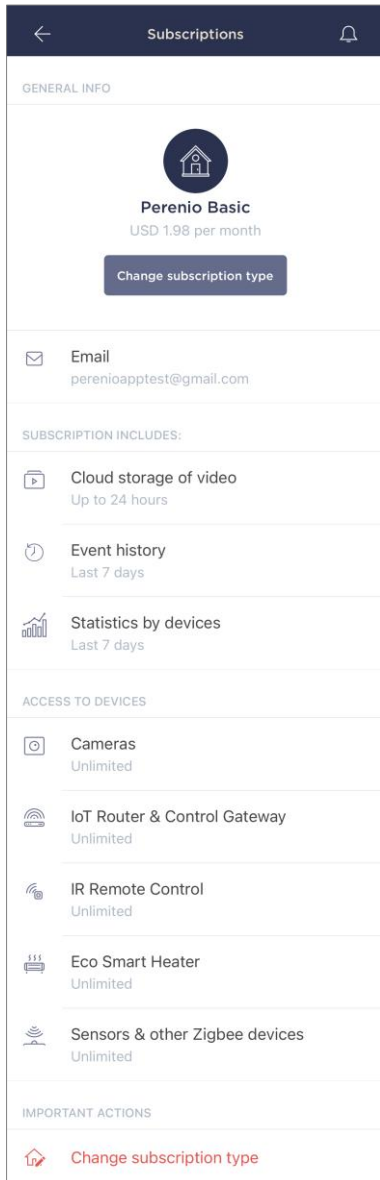 Subscriptions
GENERAL INFO
Perenio Basic
USD 1.98 per month
Change subscription type
Email
perenioapptest@gmail.com
SUBSCRIPTION INCLUDES:
Cloud storage of video
Up to 24 hours
Event history
Last 7 days
Statistics by devices
Last 7 days
ACCESS TO DEVICES
Cameras
Unlimited
IoT Router & Control Gateway
Unlimited
IR Remote Control
Unlimited
Eco Smart Heater
Unlimited
Sensors & other Zigbee devices
Unlimited
IMPORTANT ACTIONS
Change subscription type